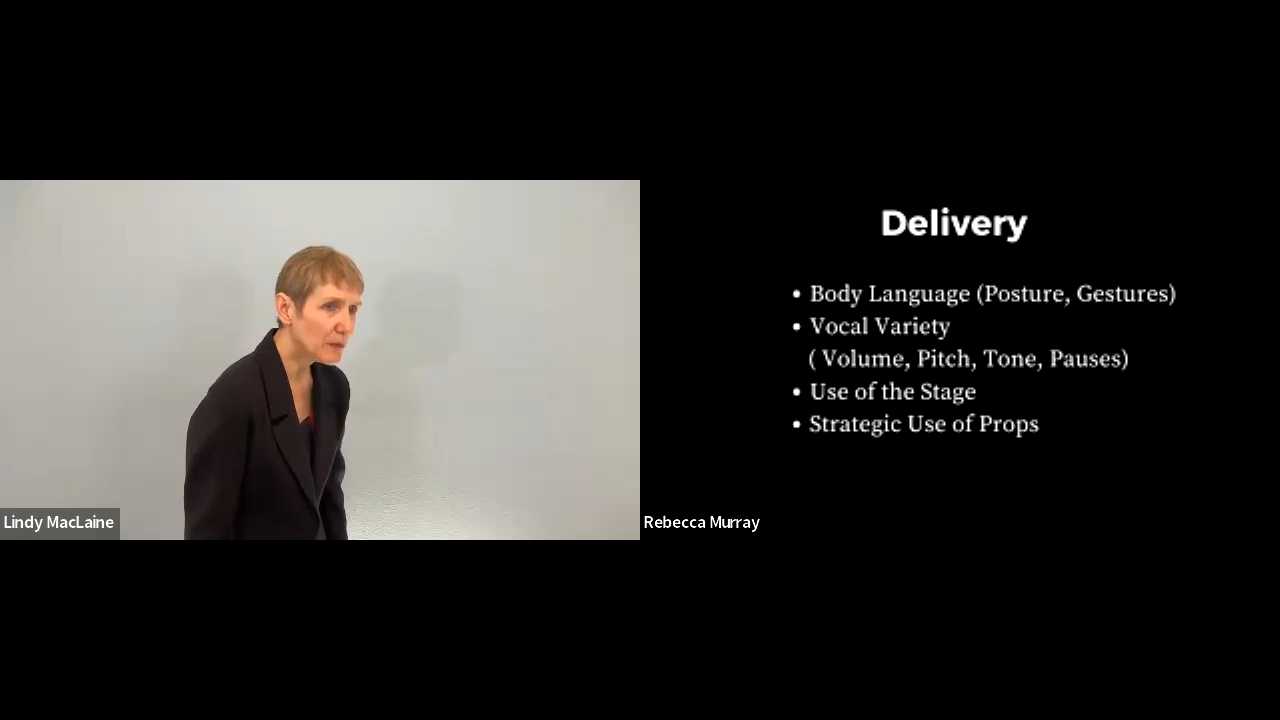 Delivery
• Body Language (Posture, Gestures)
• Vocal Variety
( Volume, Pitch, Tone, Pauses)
• Use of the Stage
• Strategic Use of Props
Lindy MacLaine
Rebecca Murray